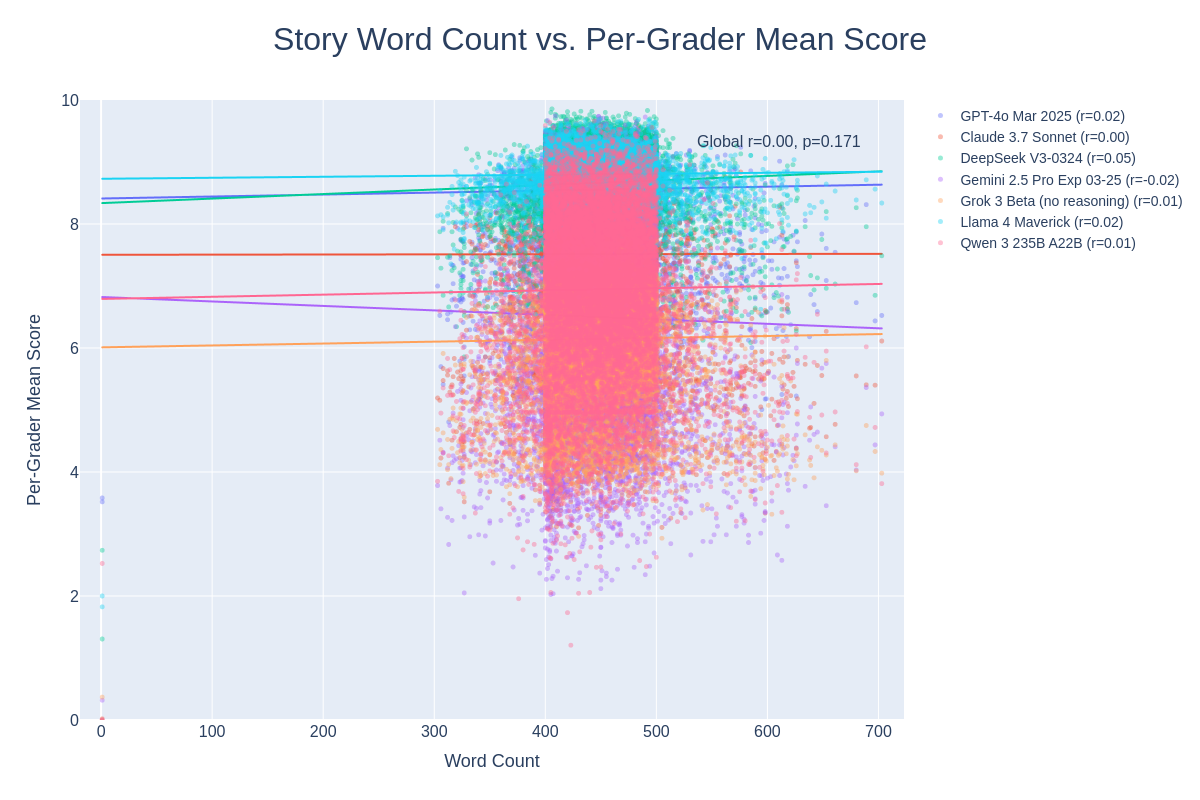 Story Word Count vs. Per-Grader Mean Score
10
8
6
4
2
0
Per-Grader Mean Score
Global r=0.00, p=0.171
0 100 200 300 400 500 600 700
Word Count
GPT-4o Mar 2025 (r=0.02)
Claude 3.7 Sonnet (r=0.00)
DeepSeek V3-0324 (r=0.05)
Gemini 2.5 Pro Exp 03-25 (r=-0.02)
Grok 3 Beta (no reasoning) (r=0.01)
Llama 4 Maverick (r=0.02)
Qwen 3 235B A22B (r=0.01)